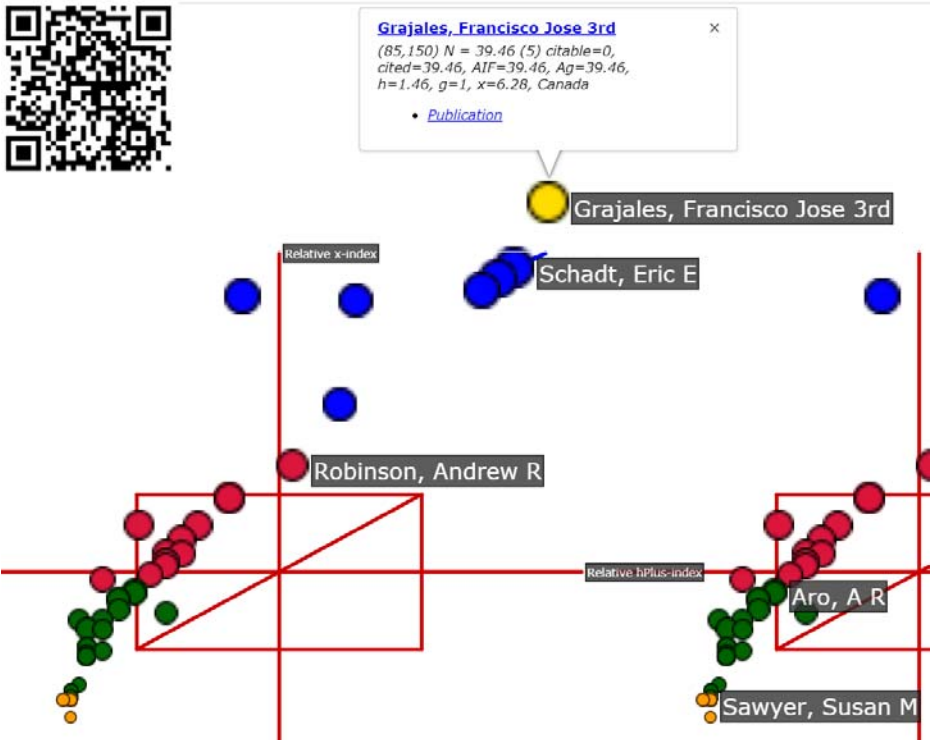 Grajales, Francisco Jose 3rd
×
(85,150) N = 39.46 (5) citable=0,
cited=39.46, AIF=39.46, Ag=39.46,
h=1.46, g=1, x=6.28, Canada
• Publication
Grajales, Francisco Jose 3rd
Relative x-index
Schadt, Eric E
Robinson, Andrew R
Relative hPlus-index
Aro, A R
Sawyer, Susan M